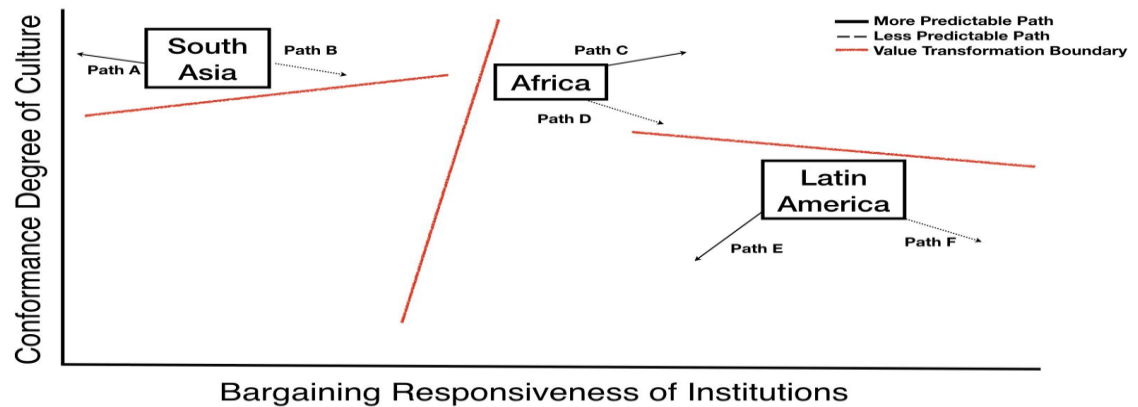 More Predictable Path
Less Predictable Path
Value Transformation Boundary
South
Asia
Path A
Path B
Africa
Path C
Path D
Latin
America
Path E
Path F
Conformance Degree of Culture
Bargaining Responsiveness of Institutions